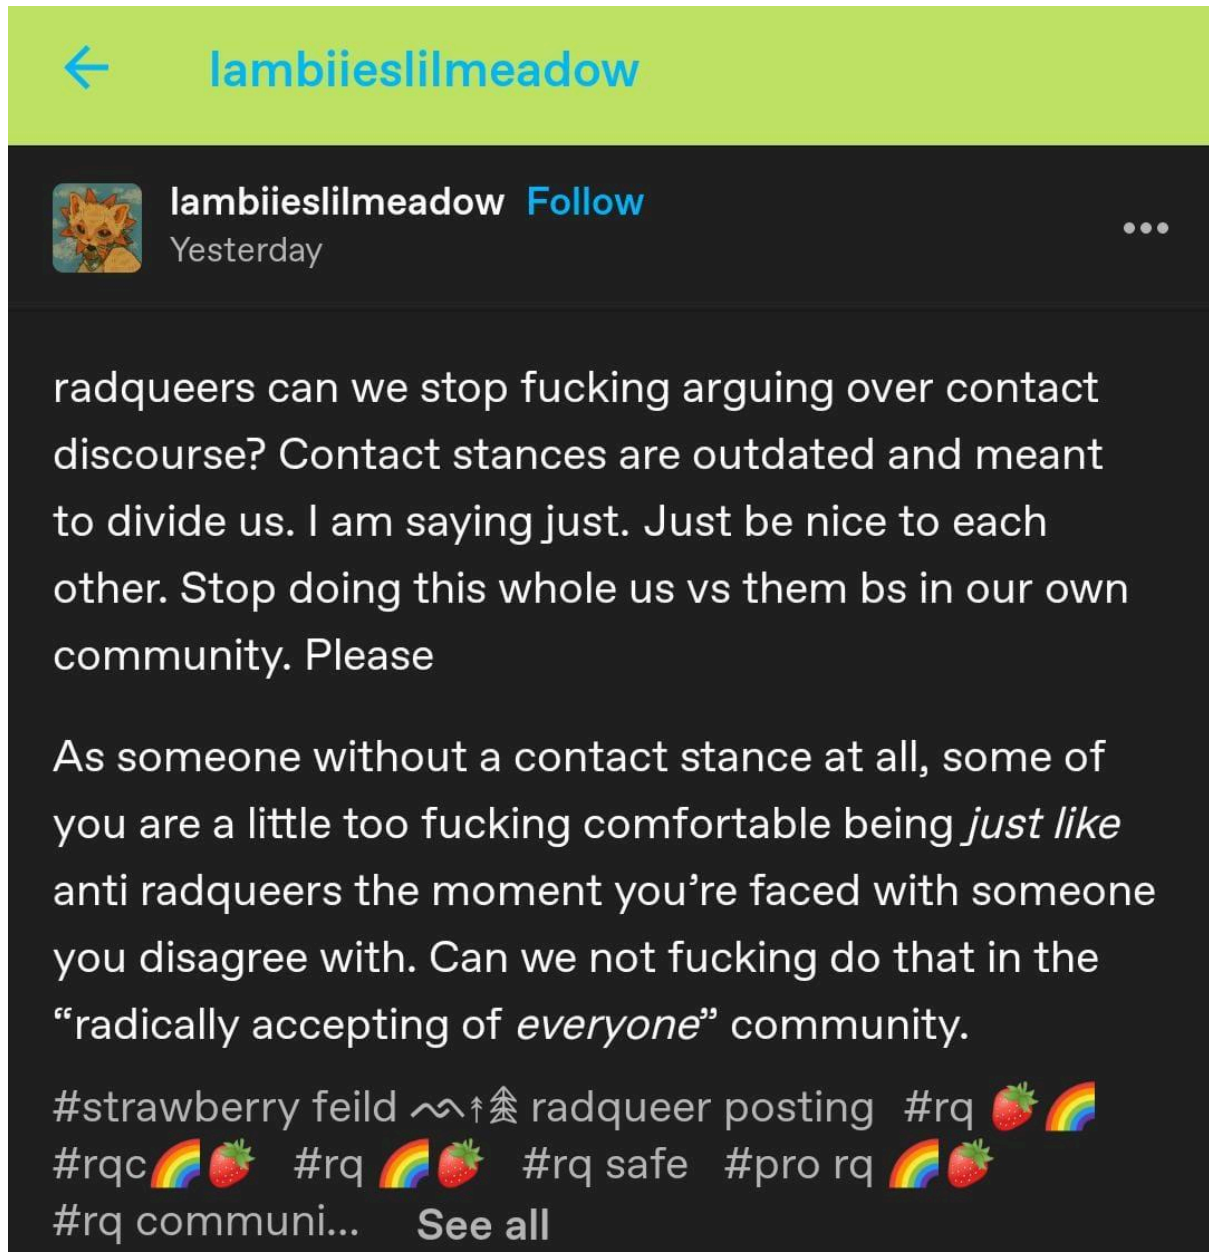 lambiieslilmeadow
lambiieslilmeadow Follow
Yesterday
radqueers can we stop fucking arguing over contact
discourse? Contact stances are outdated and meant
to divide us. I am saying just. Just be nice to each
other. Stop doing this whole us vs them bs in our own
community. Please
As someone without a contact stance at all, some of
you are a little too fucking comfortable being just like
anti radqueers the moment you’re faced with someone
you disagree with. Can we not fucking do that in the
“radically accepting of everyone” community.
#strawberry feild radqueer posting #rq 🍓🌈
#rqc🌈🍓 #rq 🌈🍓 #rq safe #pro rq 🌈🍓
#rq communi... See all